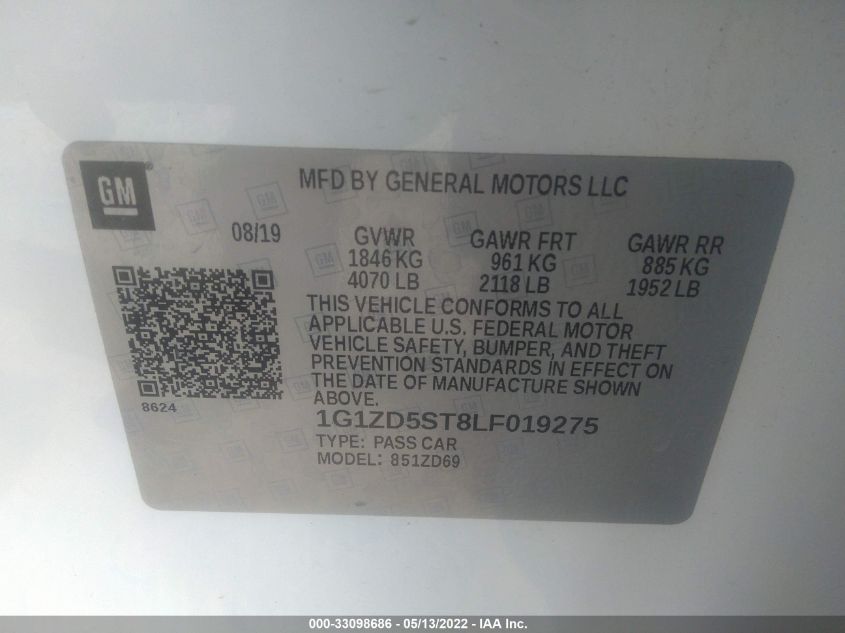 GM
MFD BY GENERAL MOTORS LLC
08/19
GVWR GAWR FRT GAWR RR
1846 KG 961 KG 885 KG
4070 LB 2118 LB 1952 LB
THIS VEHICLE CONFORMS TO ALL
APPLICABLE U.S. FEDERAL MOTOR
VEHICLE SAFETY, BUMPER, AND THEFT
PREVENTION STANDARDS IN EFFECT ON
THE DATE OF MANUFACTURE SHOWN
ABOVE.
8624
1G1ZD5ST8LF019275
TYPE: PASS CAR
MODEL: 851ZD69
000-33098686 - 05/13/2022 - IAAI.COM